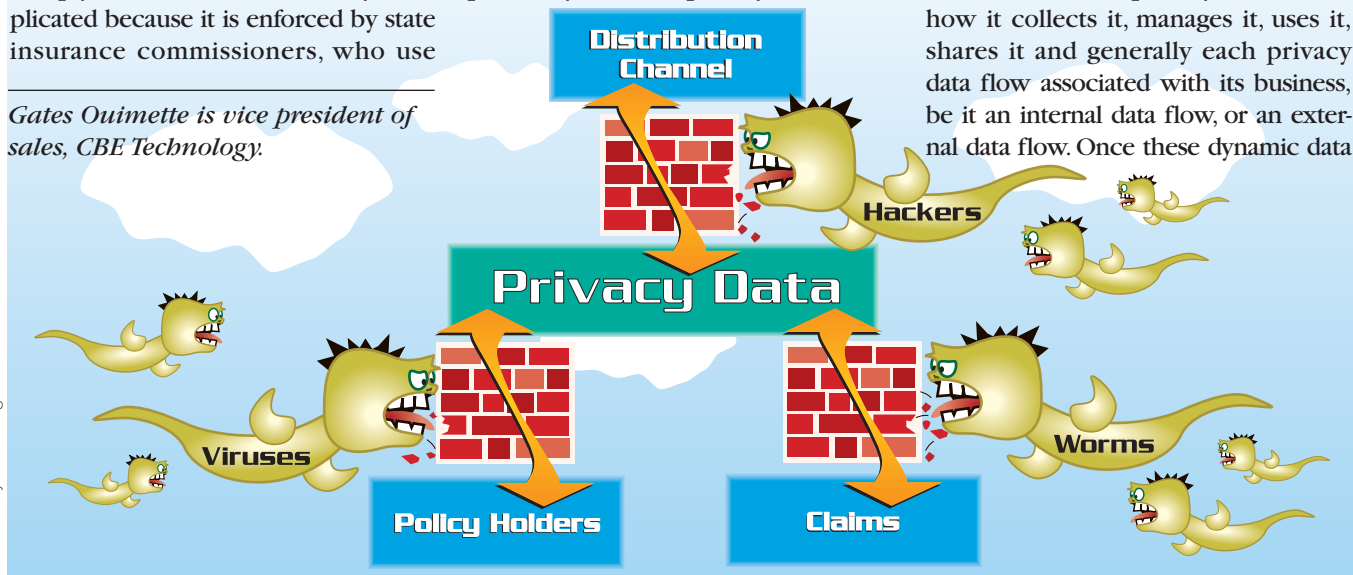 plicated because it is enforced by state
insurance commissioners, who use
Gates Ouimette is vice president of
sales, CBE Technology.
how it collects it, manages it, uses it,
shares it and generally each privacy
data flow associated with its business,
be it an internal data flow, or an exter-
nal data flow. Once these dynamic data
Distribution
Channel
Hackers
Privacy Data
Viruses
Worms
Policy Holders
Claims